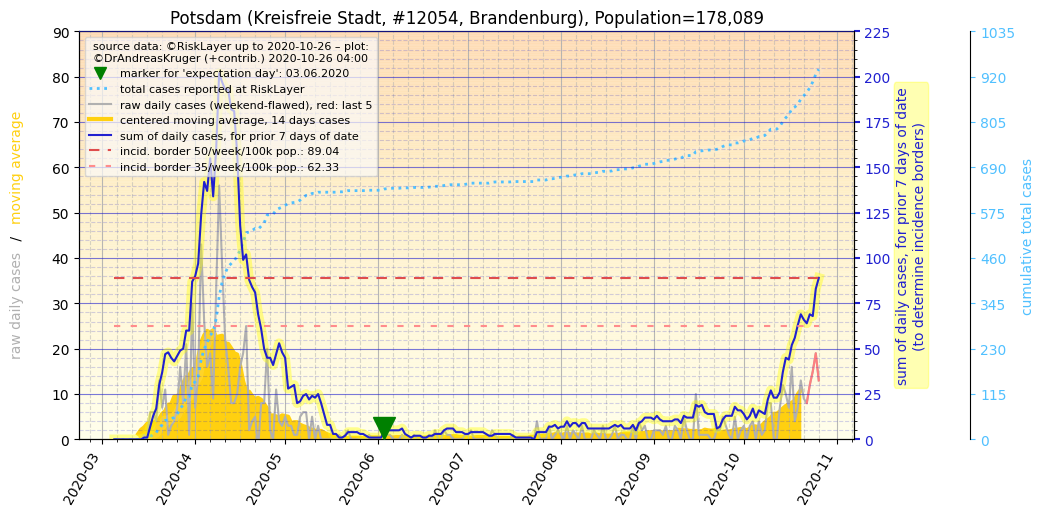 Potsdam (Kreisfreie Stadt, #12054, Brandenburg), Population=178,089
source data: ©RiskLayer up to 2020-10-26 – plot:
©DrAndreasKruger (+contrib.) 2020-10-26 04:00
marker for 'expectation day': 03.06.2020
total cases reported at RiskLayer
raw daily cases (weekend-flawed), red: last 5
centered moving average, 14 days cases
sum of daily cases, for prior 7 days of date
incid. border 50/week/100k pop.: 89.04
incid. border 35/week/100k pop.: 62.33
raw daily cases / moving average
90
80
70
60
50
40
30
20
10
0
2020-03
2020-04
2020-05
2020-06
2020-07
2020-08
2020-09
2020-10
2020-11
225
200
175
150
125
100
75
50
25
0
sum of daily cases, for prior 7 days of date
(to determine incidence borders)
1035
920
805
690
575
460
345
230
115
0
cumulative total cases